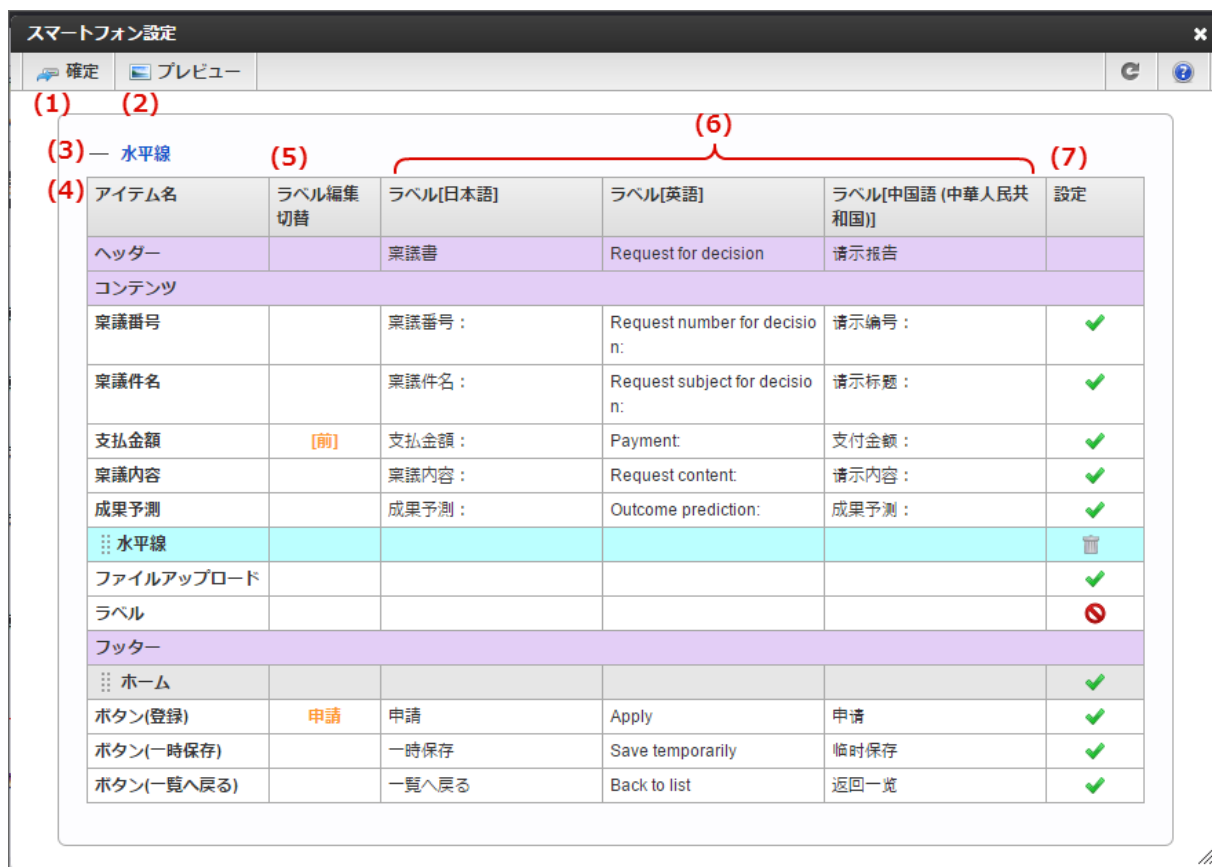 スマートフォン設定
確定 プレビュー
(1) (2)
(6)
(3) 水平線 (5) (7)
(4) アイテム名 ラベル編集切替 ラベル[日本語] ラベル[英語] ラベル[中国語 (中華人民共和国)] 設定
ヘッダー 稟議書 Request for decision 请示报告
コンテンツ
稟議番号 稟議番号： Request number for decision: 请示编号：
稟議件名 稟議件名： Request subject for decision: 请示标题：
支払金額 [前] 支払金額： Payment: 支付金额：
稟議内容 稟議内容： Request content: 请示内容：
成果予測 成果予測： Outcome prediction: 成果予测：
水平線
ファイルアップロード
ラベル
フッター
ホーム
ボタン(登録) 申請 申請 Apply 申请
ボタン(一時保存) 一時保存 Save temporarily 临时保存
ボタン(一覧へ戻る) 一覧へ戻る Back to list 返回一览